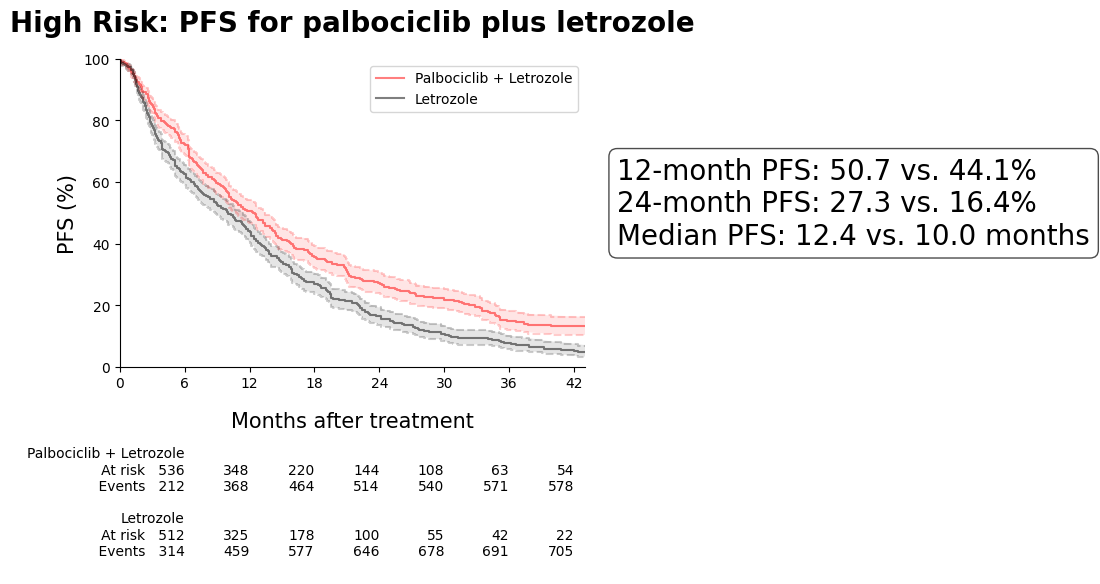 High Risk: PFS for palbociclib plus letrozole
100
80
60
40
20
0
PFS (%)
Palbociclib + Letrozole
Letrozole
12-month PFS: 50.7 vs. 44.1%
24-month PFS: 27.3 vs. 16.4%
Median PFS: 12.4 vs. 10.0 months
0 6 12 18 24 30 36 42
Months after treatment
Palbociclib + Letrozole
At risk 536 348 220 144 108 63 54
Events 212 368 464 514 540 571 578
Letrozole
At risk 512 325 178 100 55 42 22
Events 314 459 577 646 678 691 705